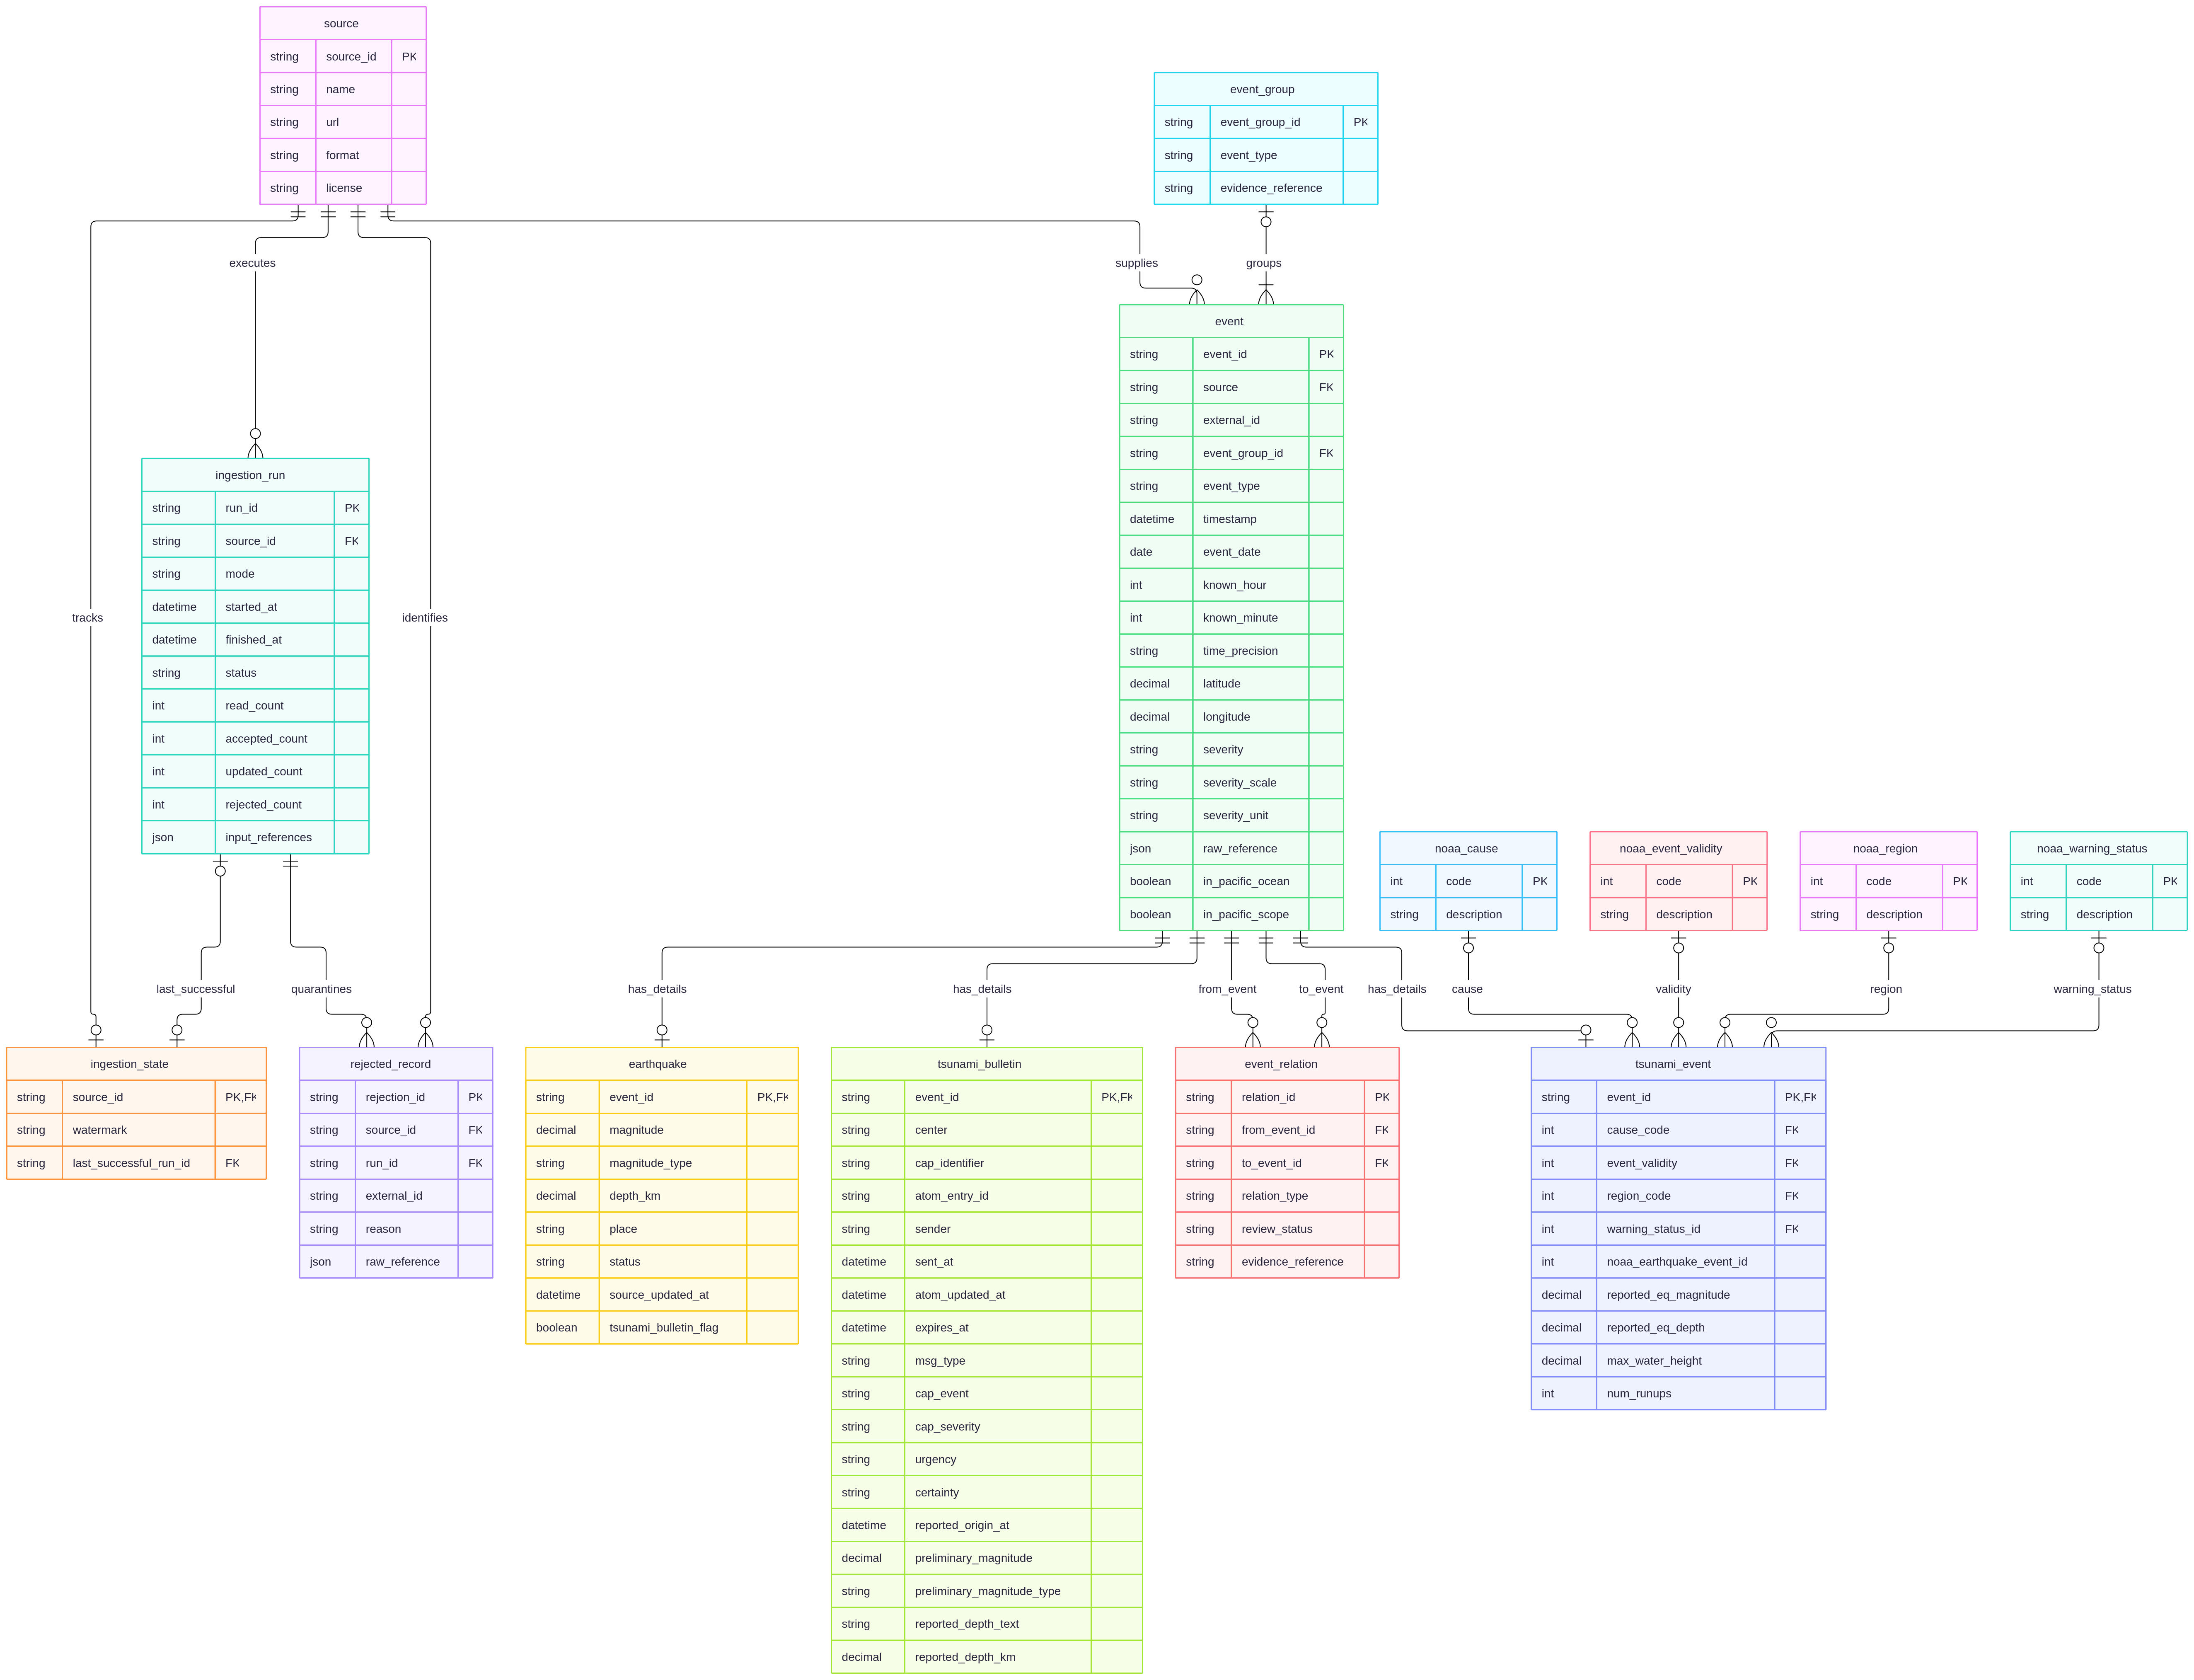 source
string source_id PK
string name
string url
string format
string license
event_group
string event_group_id PK
string event_type
string evidence_reference
executes
supplies
groups
event
string event_id PK
string source FK
string external_id
string event_group_id FK
string event_type
datetime timestamp
date event_date
int known_hour
int known_minute
string time_precision
decimal latitude
decimal longitude
string severity
string severity_scale
string severity_unit
json raw_reference
boolean in_pacific_ocean
boolean in_pacific_scope
ingestion_run
string run_id PK
string source_id FK
string mode
datetime started_at
datetime finished_at
string status
int read_count
int accepted_count
int updated_count
int rejected_count
json input_references
tracks
identifies
noaa_cause
int code PK
string description
noaa_event_validity
int code PK
string description
noaa_region
int code PK
string description
noaa_warning_status
int code PK
string description
last_successful
quarantines
has_details
has_details
from_event
to_event
has_details
cause
validity
region
warning_status
ingestion_state
string source_id PK,FK
string watermark
string last_successful_run_id FK
rejected_record
string rejection_id PK
string source_id FK
string run_id FK
string external_id
string reason
json raw_reference
earthquake
string event_id PK,FK
decimal magnitude
string magnitude_type
decimal depth_km
string place
string status
datetime source_updated_at
boolean tsunami_bulletin_flag
tsunami_bulletin
string event_id PK,FK
string center
string cap_identifier
string atom_entry_id
string sender
datetime sent_at
datetime atom_updated_at
datetime expires_at
string msg_type
string cap_event
string cap_severity
string urgency
string certainty
datetime reported_origin_at
decimal preliminary_magnitude
string preliminary_magnitude_type
string reported_depth_text
decimal reported_depth_km
event_relation
string relation_id PK
string from_event_id FK
string to_event_id FK
string relation_type
string review_status
string evidence_reference
tsunami_event
string event_id PK,FK
int cause_code FK
int event_validity FK
int region_code FK
int warning_status_id FK
int noaa_earthquake_event_id
decimal reported_eq_magnitude
decimal reported_eq_depth
decimal max_water_height
int num_runups